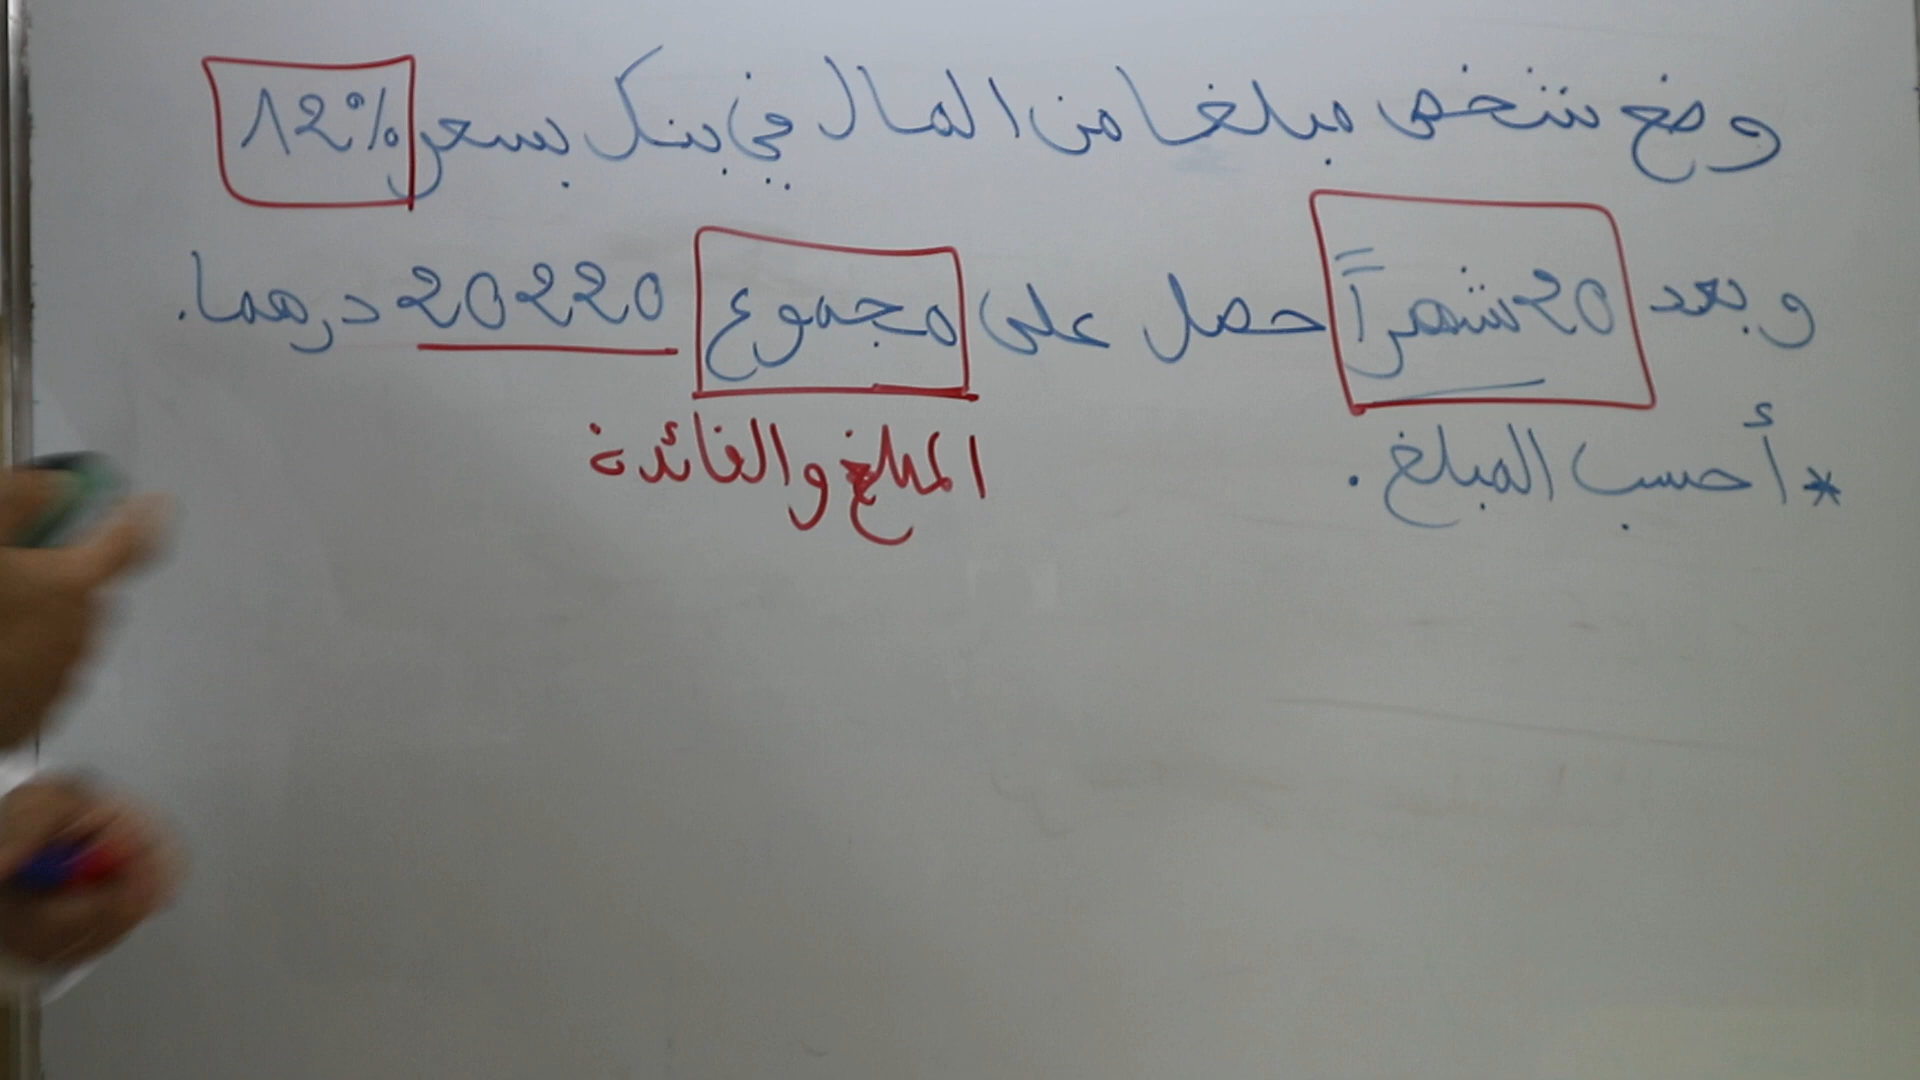 وضع شخص مبلغا من المال في بنك بسعر 12%
وبعد 20 شهراً حصل على مجموع 20220 درهما.
المبلغ والفائدة
* أحسب المبلغ.